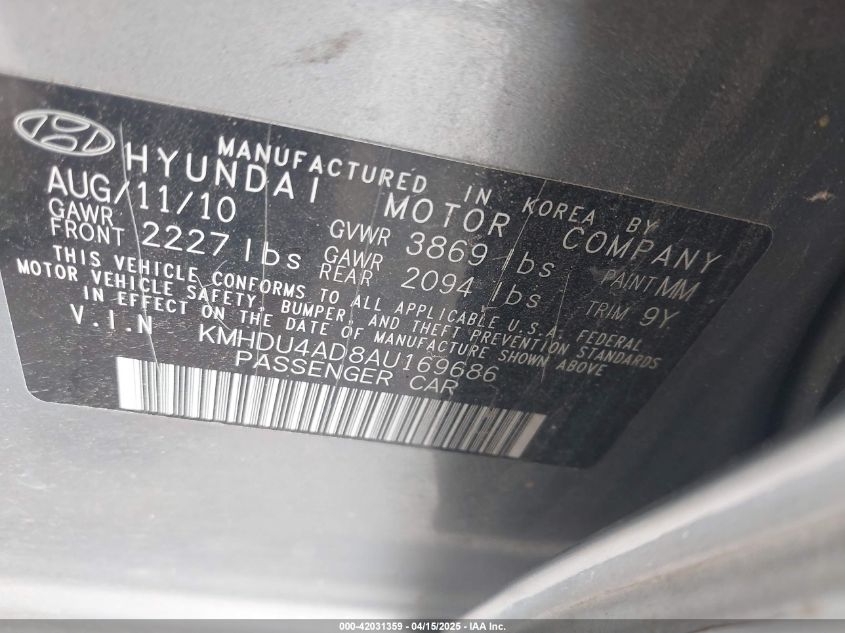 MANUFACTURED IN KOREA BY
HYUNDAI MOTOR COMPANY
AUG/11/10 GVWR 3869 lbs PAINT MM
GAWR FRONT 2227 lbs GAWR REAR 2094 lbs TRIM 9Y
THIS VEHICLE CONFORMS TO ALL APPLICABLE U.S.A. FEDERAL
MOTOR VEHICLE SAFETY, BUMPER, AND THEFT PREVENTION STANDARDS
IN EFFECT ON THE DATE OF MANUFACTURE SHOWN ABOVE
V.I.N KMHDU4AD8AU169686
PASSENGER CAR
000-42031359 - 04/15/2025 - IAA Inc.